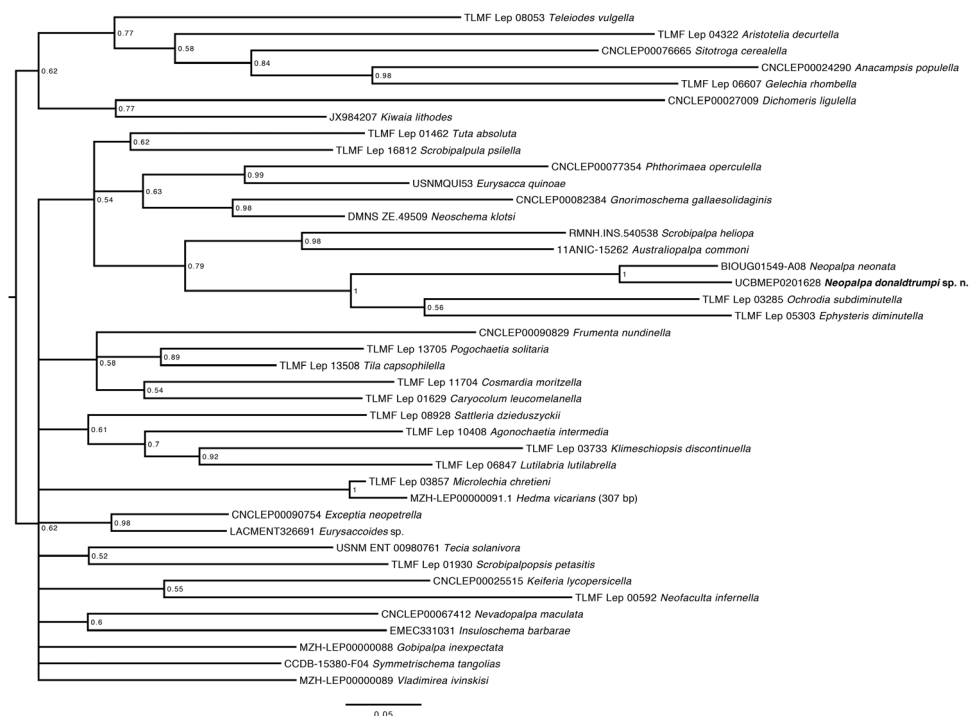 TLMF Lep 08053 Teleiodes vulgella
0.77
TLMF Lep 04322 Aristotelia decurtella
0.58
CNCLEP00076665 Sitotroga cerealella
0.84
CNCLEP00024290 Anacampsis populella
0.62
0.98
TLMF Lep 06607 Gelechia rhombella
CNCLEP00027009 Dichomeris ligulella
0.77
JX984207 Kiwaia lithodes
TLMF Lep 01462 Tuta absoluta
0.62
TLMF Lep 16812 Scrobipalpula psilella
CNCLEP00077354 Phthorimaea operculella
0.99
USNMQUI53 Eurysacca quinoae
0.63
0.54
CNCLEP00082384 Gnorimoschema gallaesolidaginis
0.98
DMNS ZE.49509 Neoschema klotsi
RMNH.INS.540538 Scrobipalpa heliopa
0.98
11ANIC-15262 Australiopalpa commoni
0.79
BIOUG01549-A08 Neopalpa neonata
1
UCBMEP0201628 Neopalpa donaldtrumpi sp. n.
1
TLMF Lep 03285 Ochrodia subdiminutella
0.56
TLMF Lep 05303 Ephysteris diminutella
CNCLEP00090829 Frumenta nundinella
TLMF Lep 13705 Pogochaetia solitaria
0.89
0.58
TLMF Lep 13508 Tila capsophilella
TLMF Lep 11704 Cosmardia moritzella
0.54
TLMF Lep 01629 Caryocolum leucomelanella
TLMF Lep 08928 Sattleria dzieduszyckii
0.61
TLMF Lep 10408 Agonochaetia intermedia
0.7
TLMF Lep 03733 Klimeschiopsis discontinuella
0.92
TLMF Lep 06847 Lutilabria lutilabrella
TLMF Lep 03857 Microlechia chretieni
1
MZH-LEP00000091.1 Hedma vicarians (307 bp)
CNCLEP00090754 Exceptia neopetrella
0.98
0.62
LACMENT326691 Eurysaccoides sp.
USNM ENT 00980761 Tecia solanivora
0.52
TLMF Lep 01930 Scrobipalpopsis petasitis
CNCLEP00025515 Keiferia lycopersicella
0.55
TLMF Lep 00592 Neofaculta infernella
CNCLEP00067412 Nevadopalpa maculata
0.6
EMEC331031 Insuloschema barbarae
MZH-LEP00000088 Gobipalpa inexpectata
CCDB-15380-F04 Symmetrischema tangolias
MZH-LEP00000089 Vladimirea ivinskisi
0.05